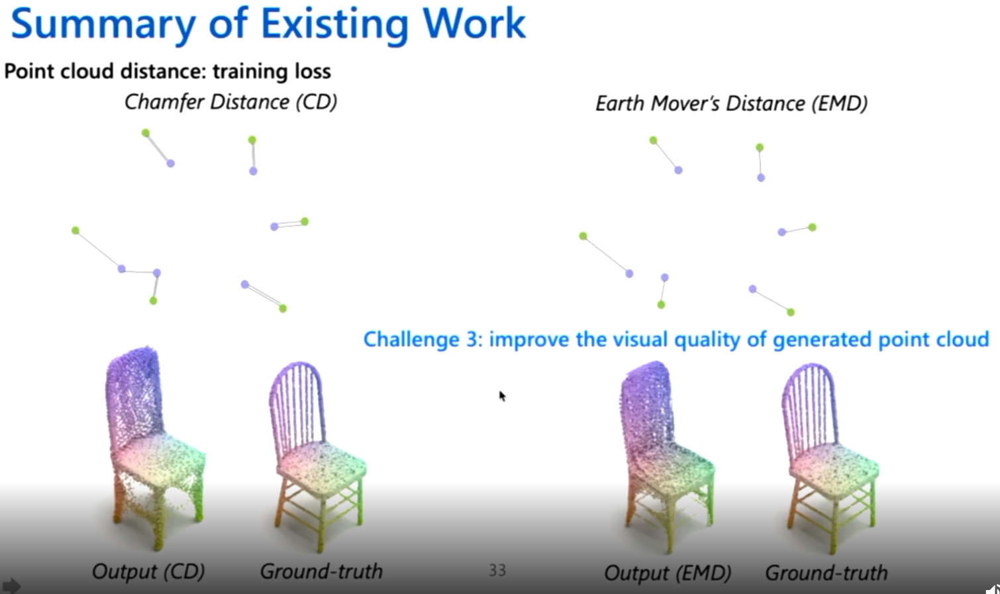 Summary of Existing Work
Point cloud distance: training loss
Chamfer Distance (CD)
Earth Mover's Distance (EMD)
Challenge 3: improve the visual quality of generated point cloud
Output (CD)
Ground-truth
33
Output (EMD)
Ground-truth